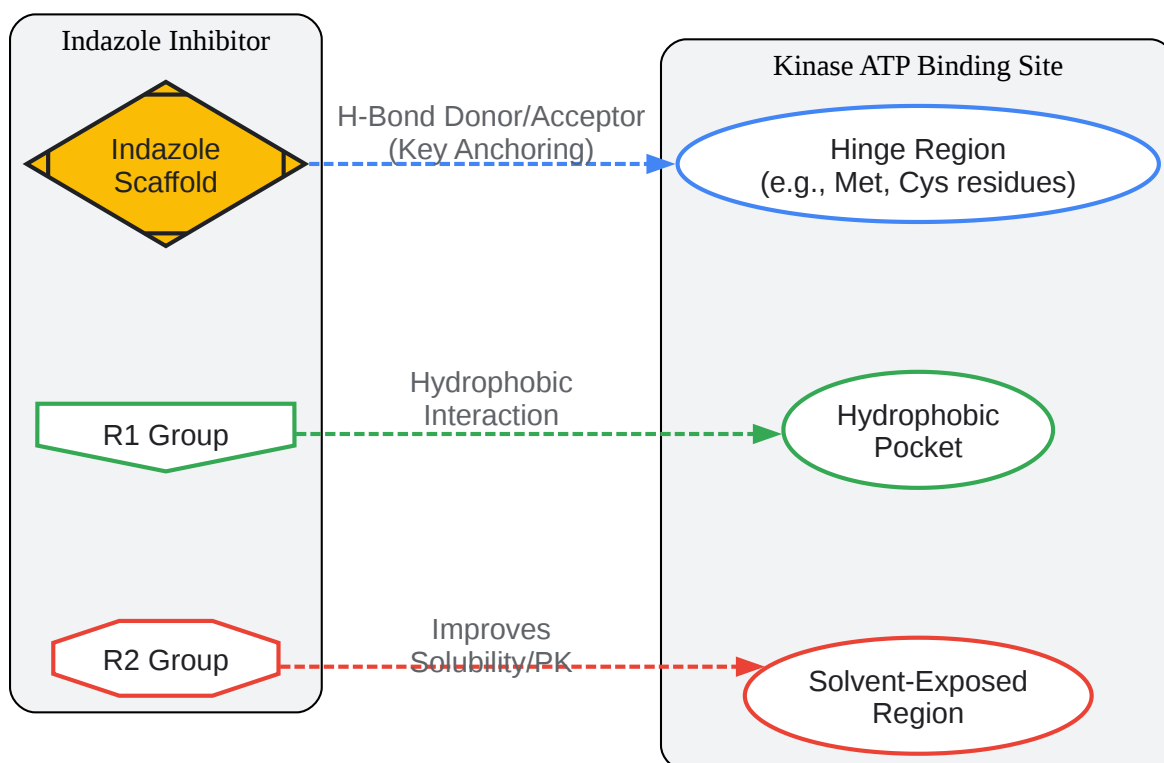 Indazole Inhibitor
Kinase ATP Binding Site
Indazole
Scaffold
H-Bond Donor/Acceptor
(Key Anchoring)
Hinge Region
(e.g., Met, Cys residues)
R1 Group
Hydrophobic
Interaction
Hydrophobic
Pocket
R2 Group
Improves
Solubility/PK
Solvent-Exposed
Region